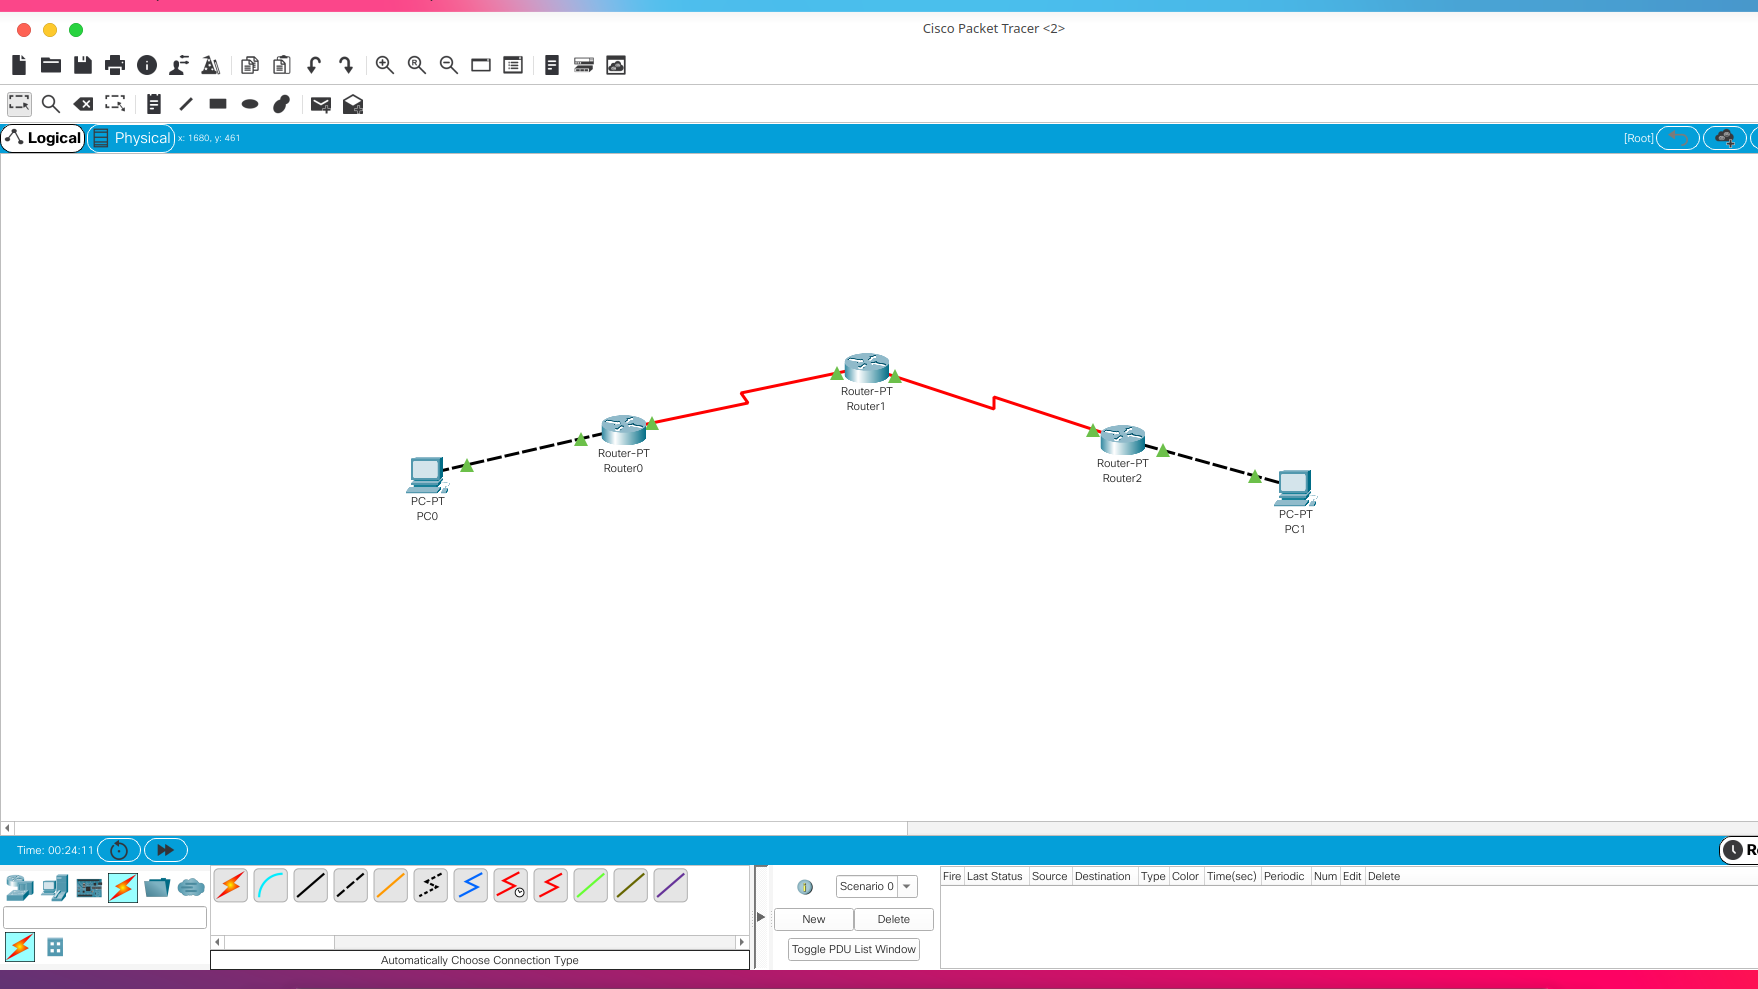 Cisco Packet Tracer <2>
Logical
Physical
x: 1680, y: 461
[Root]
Router-PT
Router1
Router-PT
Router0
Router-PT
Router2
PC-PT
PC0
PC-PT
PC1
Time: 00:24:11
Fire Last Status Source Destination Type Color Time(sec) Periodic Num Edit Delete
Scenario 0
New
Delete
Toggle PDU List Window
Automatically Choose Connection Type